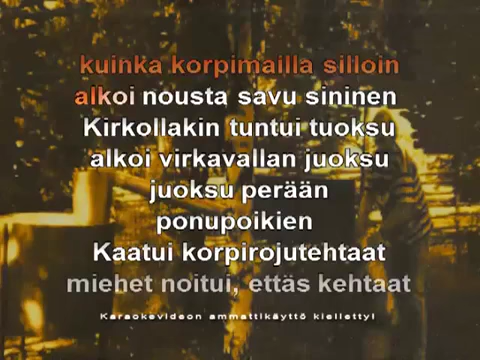 kuinka korpimailla silloin
alkoi nousta savu sininen
Kirkollakin tuntui tuoksu
alkoi virkavallan juoksu
juoksu perään
ponupoikien
Kaatui korpirojutehtaat
miehet noitui, ettäs kehtaat
Karaokevideon ammattikäyttö kielletty!